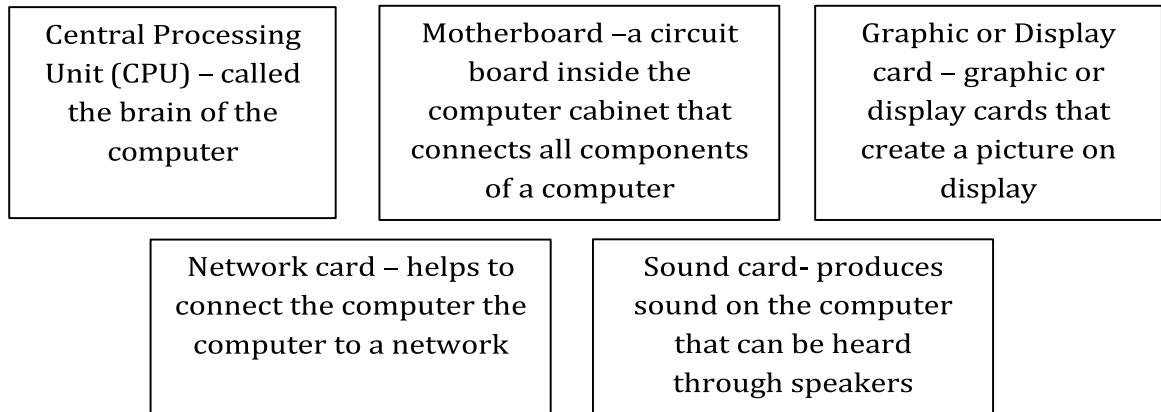 Central Processing
Unit (CPU) – called
the brain of the
computer
Motherboard –a circuit
board inside the
computer cabinet that
connects all components
of a computer
Graphic or Display
card – graphic or
display cards that
create a picture on
display
Network card – helps to
connect the computer the
computer to a network
Sound card- produces
sound on the computer
that can be heard
through speakers